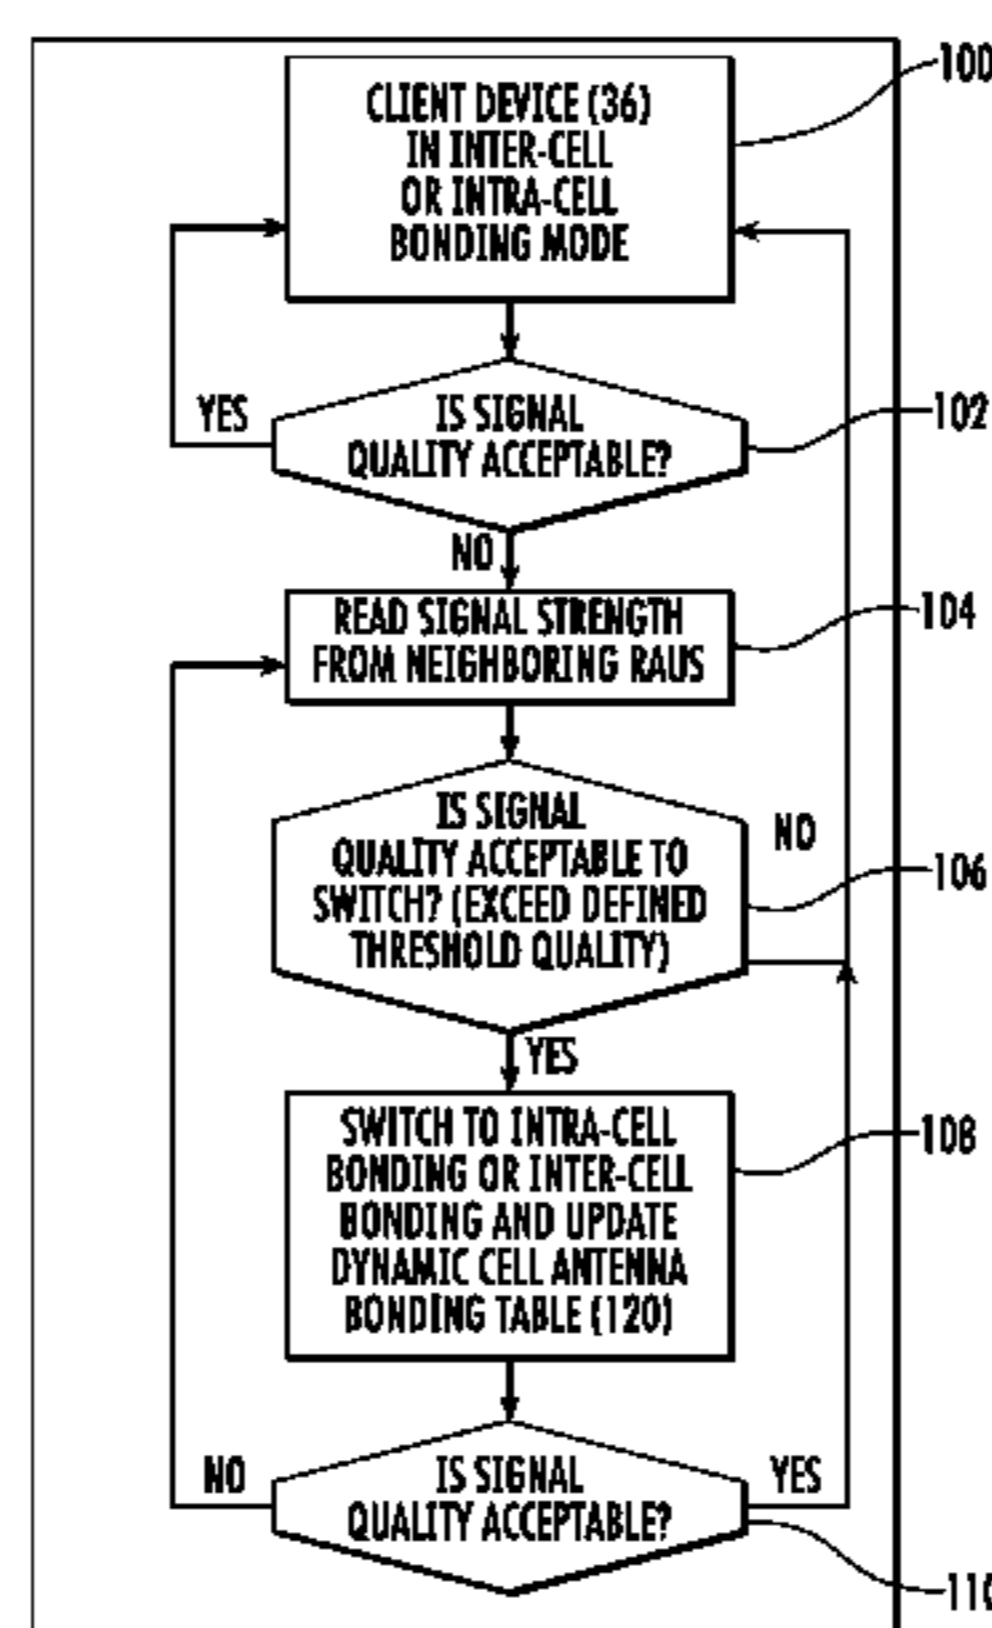 100
CLIENT DEVICE (36)
IN INTER-CELL
OR INTRA-CELL
BONDING MODE
YES
IS SIGNAL
QUALITY ACCEPTABLE?
102
NO
READ SIGNAL STRENGTH
FROM NEIGHBORING RAUS
104
IS SIGNAL
QUALITY ACCEPTABLE TO
SWITCH? (EXCEED DEFINED
THRESHOLD QUALITY)
NO
106
YES
SWITCH TO INTRA-CELL
BONDING OR INTER-CELL
BONDING AND UPDATE
DYNAMIC CELL ANTENNA
BONDING TABLE (120)
108
NO
IS SIGNAL
QUALITY ACCEPTABLE?
YES
110